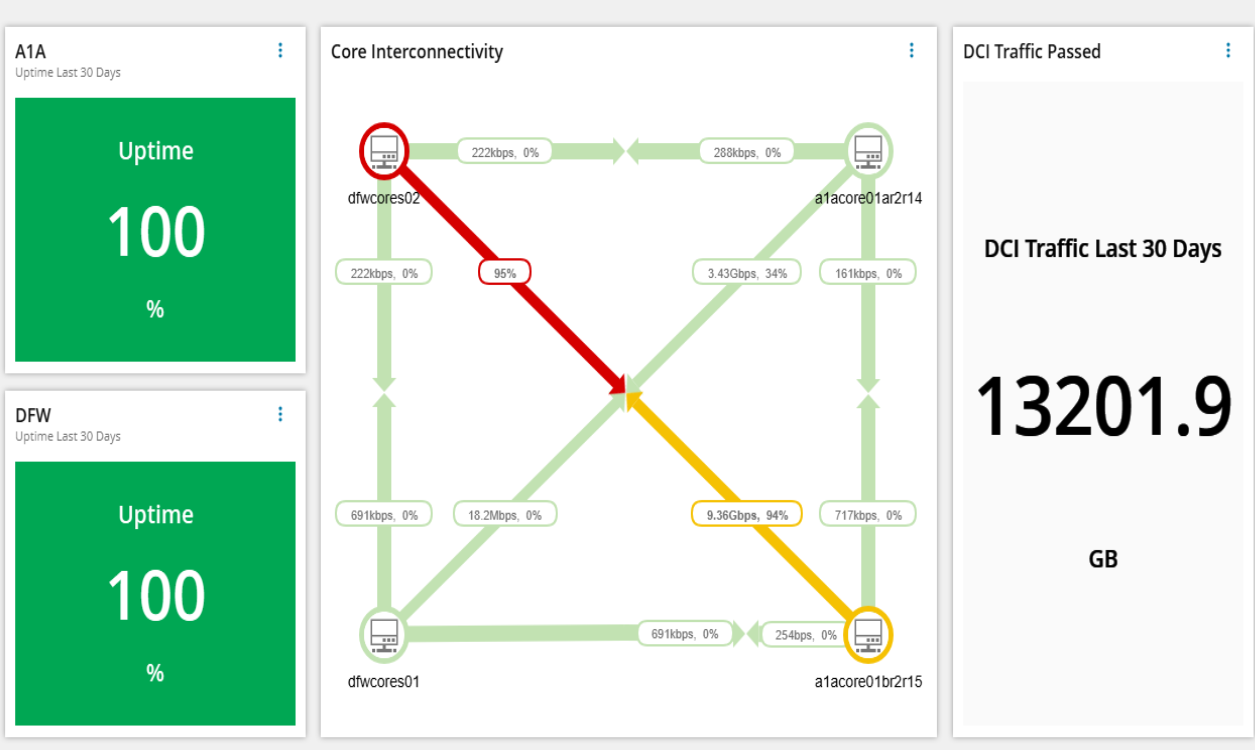 A1A
Uptime Last 30 Days
Uptime
100
%
DFW
Uptime Last 30 Days
Uptime
100
%
Core Interconnectivity
222kbps, 0%
288kbps, 0%
dfwcores02
a1acore01ar2r14
222kbps, 0%
95%
3.43Gbps, 34%
161kbps, 0%
691kbps, 0%
18.2Mbps, 0%
9.36Gbps, 94%
717kbps, 0%
691kbps, 0%
254bps, 0%
dfwcores01
a1acore01br2r15
DCI Traffic Passed
DCI Traffic Last 30 Days
13201.9
GB